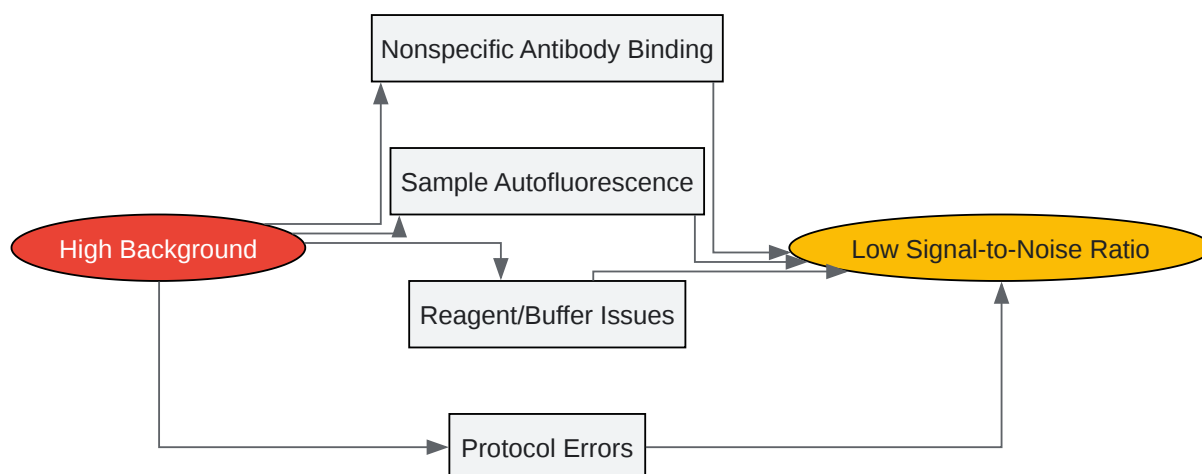 Nonspecific Antibody Binding
Sample Autofluorescence
High Background
Low Signal-to-Noise Ratio
Reagent/Buffer Issues
Protocol Errors